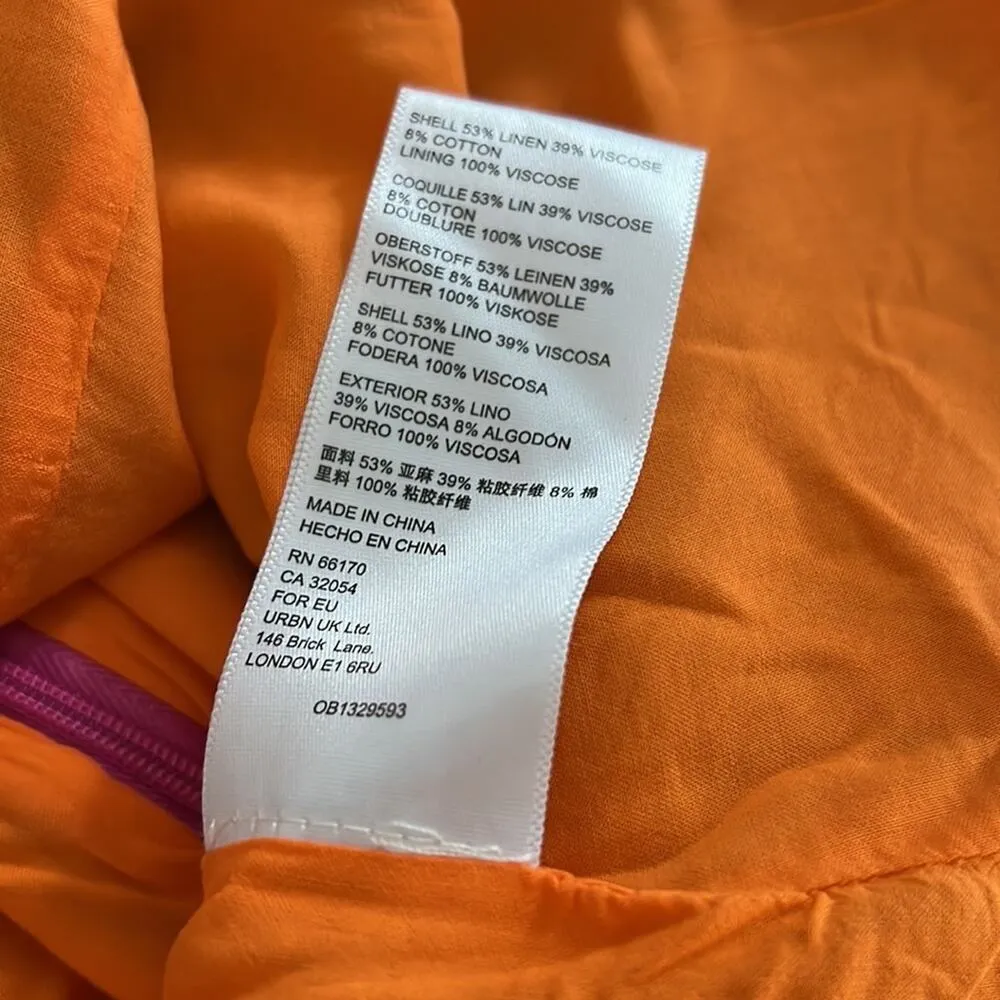 SHELL 53% LINEN 39% VISCOSE
8% COTTON
LINING 100% VISCOSE
COQUILLE 53% LIN 39% VISCOSE
8% COTON
DOUBLURE 100% VISCOSE
OBERSTOFF 53% LEINEN 39%
VISKOSE 8% BAUMWOLLE
FUTTER 100% VISKOSE
SHELL 53% LINO 39% VISCOSA
8% COTONE
FODERA 100% VISCOSA
EXTERIOR 53% LINO
39% VISCOSA 8% ALGODÓN
FORRO 100% VISCOSA
面料 53% 亚麻 39% 粘胶纤维 8% 棉
里料 100% 粘胶纤维
MADE IN CHINA
HECHO EN CHINA
RN 66170
CA 32054
FOR EU
URBN UK Ltd.
146 Brick Lane.
LONDON E1 6RU
OB1329593